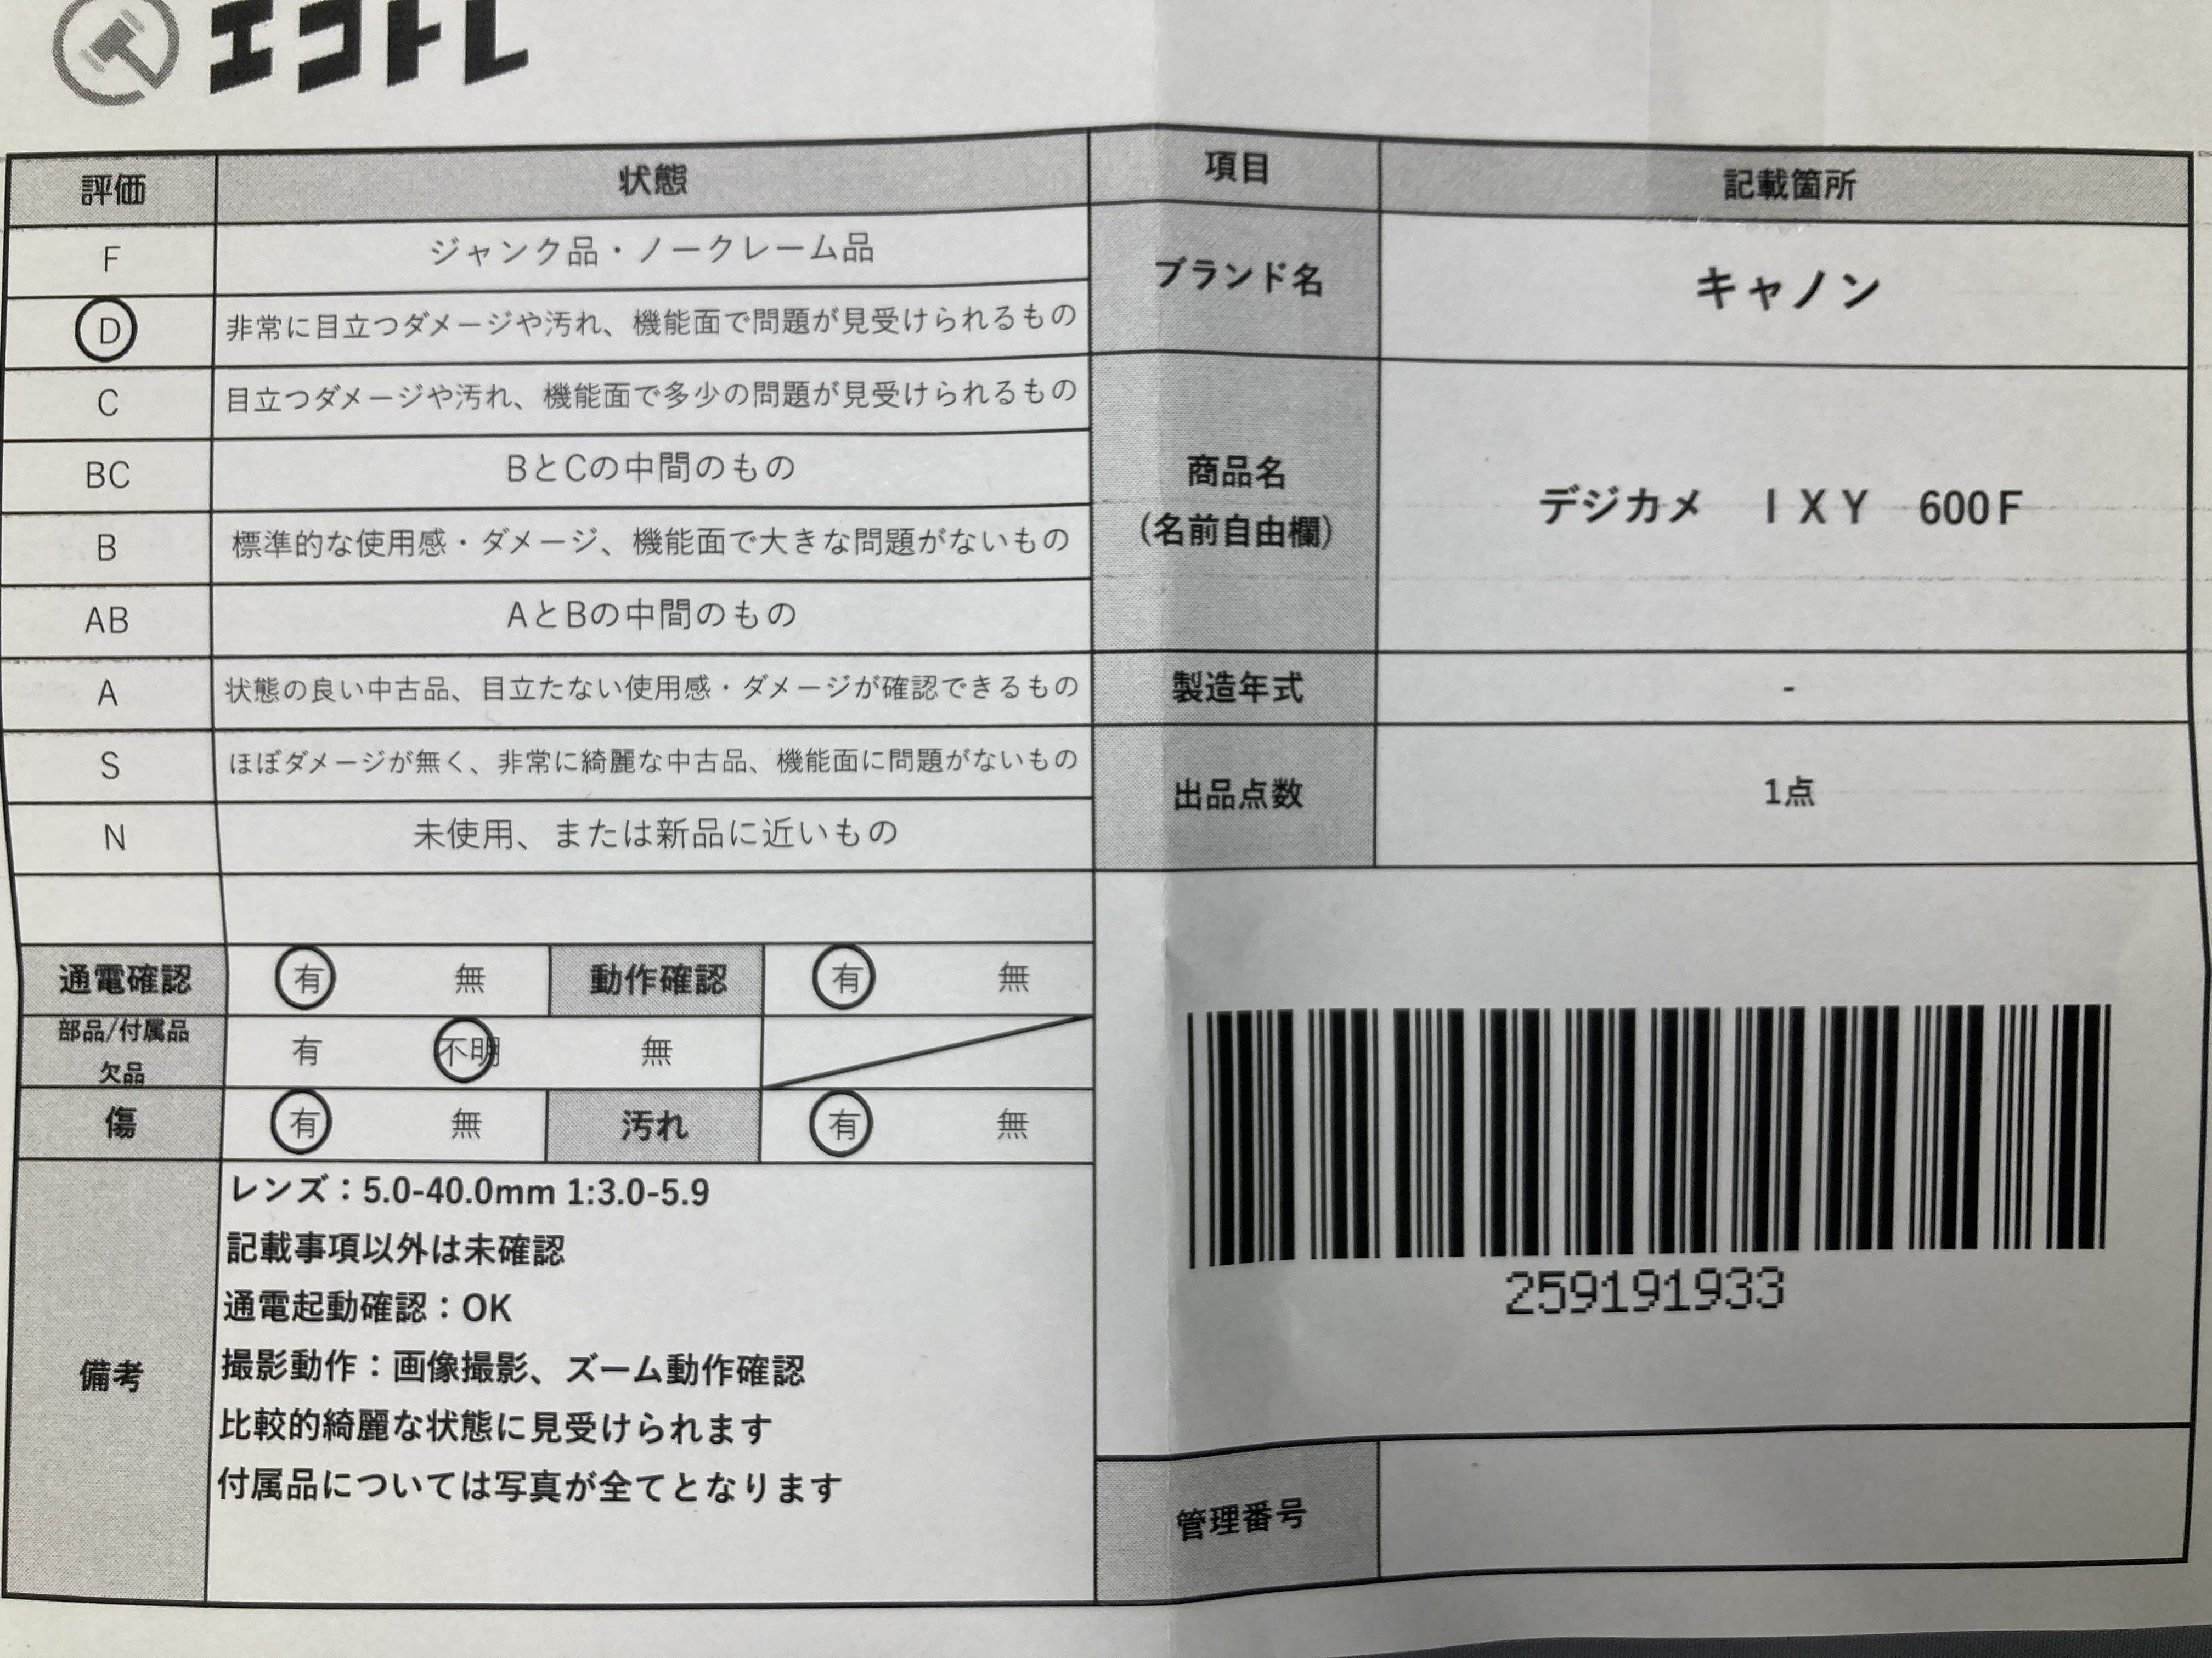 エコトレ
評価 状態
F ジャンク品・ノークレーム品
D 非常に目立つダメージや汚れ、機能面で問題が見受けられるもの
C 目立つダメージや汚れ、機能面で多少の問題が見受けられるもの
BC BとCの中間のもの
B 標準的な使用感・ダメージ、機能面で大きな問題がないもの
AB AとBの中間のもの
A 状態の良い中古品、目立たない使用感・ダメージが確認できるもの
S ほぼダメージが無く、非常に綺麗な中古品、機能面に問題がないもの
N 未使用、または新品に近いもの
通電確認 有 無 動作確認 有 無
部品/付属品
欠品 有 不明 無
傷 有 無 汚れ 有 無
備考
レンズ：5.0-40.0mm 1:3.0-5.9
記載事項以外は未確認
通電起動確認：OK
撮影動作：画像撮影、ズーム動作確認
比較的綺麗な状態に見受けられます
付属品については写真が全てとなります
項目 記載箇所
ブランド名 キャノン
商品名
(名前自由欄) デジカメ ＩＸＹ 600Ｆ
製造年式 -
出品点数 1点
259191933
管理番号